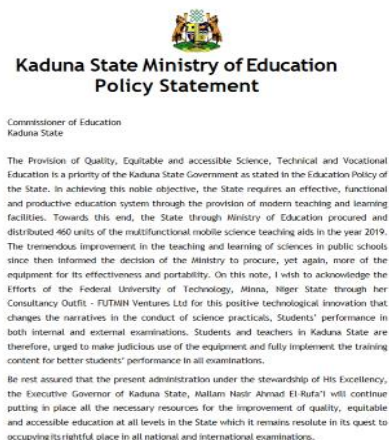 Kaduna State Ministry of Education
Policy Statement
Commissioner of Education
Kaduna State
The Provision of Quality, Equitable and accessible Science, Technical and Vocational
Education is a priority of the Kaduna State Government as stated in the Education Policy of
the State. In achieving this noble objective, the State requires an effective, functional
and productive education system through the provision of modern teaching and learning
facilities. Towards this end, the State through Ministry of Education procured and
distributed 460 units of the multifunctional mobile science teaching aids in the year 2019.
The tremendous improvement in the teaching and learning of sciences in public schools
since then informed the decision of the Ministry to procure, yet again, more of the
equipment for its effectiveness and portability. On this note, I wish to acknowledge the
Efforts of the Federal University of Technology, Minna, Niger State through her
Consultancy Outfit - FUTMIN Ventures Ltd for this positive technological innovation that
changes the narratives in the conduct of science practicals, Students' performance in
both internal and external examinations. Students and teachers in Kaduna State are
therefore, urged to make judicious use of the equipment and fully implement the training
content for better students' performance in all examinations.
Be rest assured that the present administration under the stewardship of His Excellency,
the Executive Governor of Kaduna State, Mallam Nasir Ahmad El-Rufa'i will continue
putting in place all the necessary resources for the improvement of quality, equitable
and accessible education at all levels in the State which it remains resolute in its quest to
occupying its rightful place in all national and international examinations.